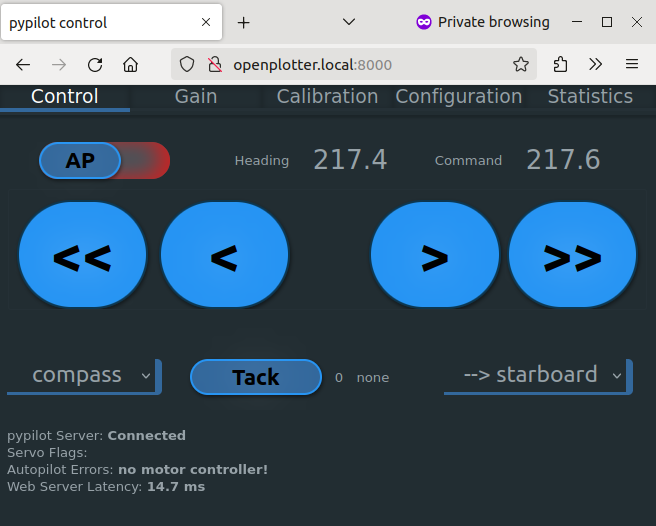 pypilot control
Private browsing
openplotter.local:8000
Control Gain Calibration Configuration Statistics
AP Heading 217.4 Command 217.6
<< < > >>
compass Tack 0 none --> starboard
pypilot Server: Connected
Servo Flags:
Autopilot Errors: no motor controller!
Web Server Latency: 14.7 ms